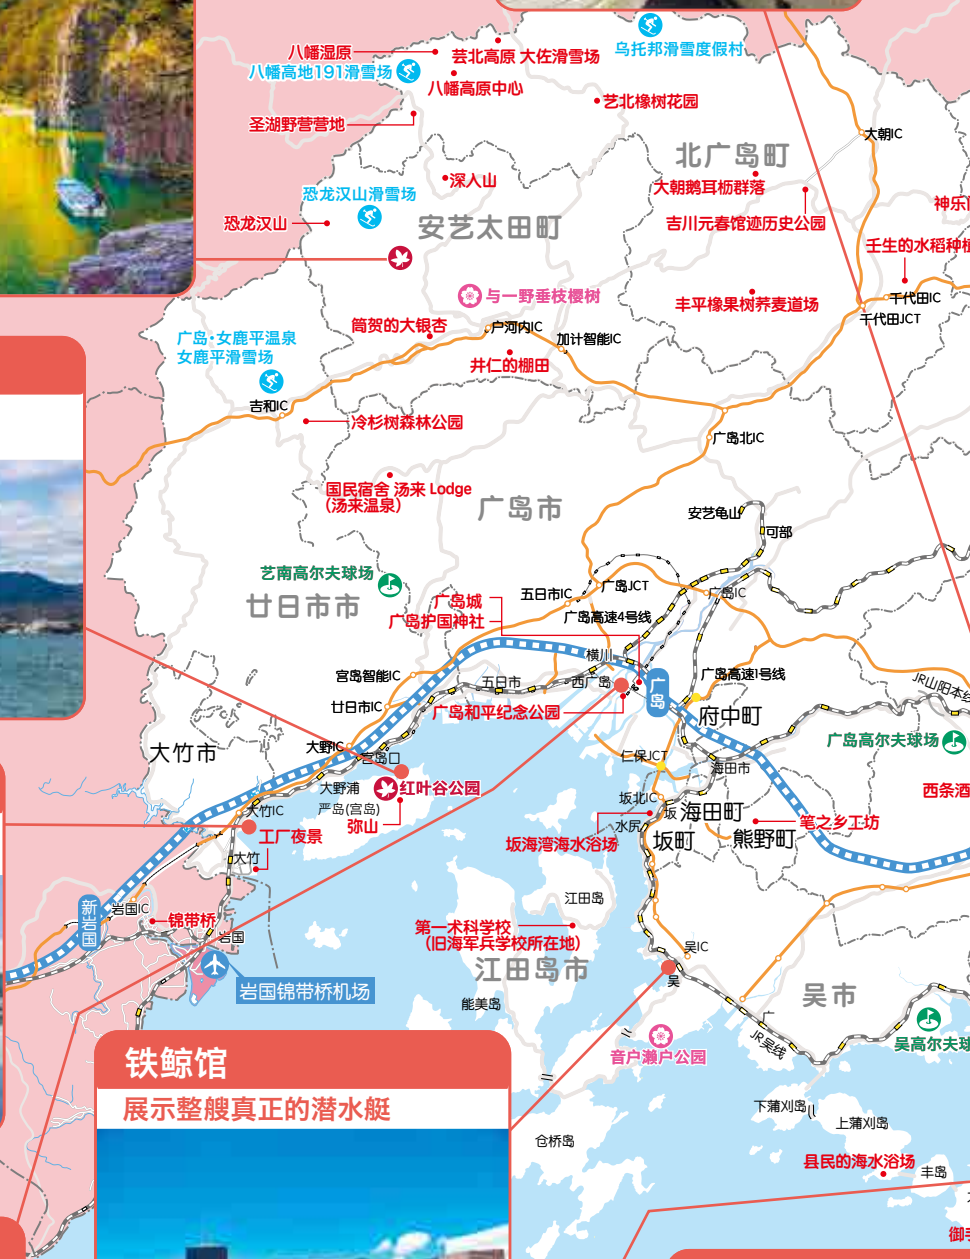 八幡湿原
芸北高原 大佐滑雪场
乌托邦滑雪度假村
八幡高地191滑雪场
八幡高原中心
艺北橡树花园
圣湖野营营地
大朝IC
北广岛町
深入山
大朝鹅耳枥群落
恐龙汉山滑雪场
恐龙汉山
安艺太田町
吉川元春馆迹历史公园
壬生的水稻种植
与一野垂枝樱树
千代田IC
丰平橡果树荞麦道场
千代田JCT
筒贺的大银杏
户河内IC
加计智能IC
广岛·女鹿平温泉
女鹿平滑雪场
井仁的棚田
吉和IC
冷杉树森林公园
广岛北IC
国民宿舍 汤来 Lodge
(汤来温泉)
广岛市
安艺龟山
可部
艺南高尔夫球场
廿日市市
五日市IC
广岛JCT
广岛IC
广岛城
广岛护国神社
广岛高速4号线
横川
宫岛智能IC
五日市
西广岛
广岛
广岛高速1号线
JR山阳本线
廿日市IC
广岛和平纪念公园
府中町
大竹市
大野IC
宫岛口
仁保JCT
海田市
广岛高尔夫球场
大野浦
红叶谷公园
严岛(宫岛)
弥山
坂北IC
坂
海田町
西条酒
大竹IC
工厂夜景
水尻
坂町
熊野町
笔之乡工坊
坂海湾海水浴场
大竹
江田岛
新岩国
岩国IC
锦带桥
岩国
第一术科学校
(旧海军兵学校所在地)
江田岛市
吴IC
吴
岩国锦带桥机场
能美岛
吴市
广
JR吴线
吴高尔夫球
音户濑户公园
铁鲸馆
展示整艘真正的潜水艇
下蒲刈岛
上蒲刈岛
仓桥岛
县民的海水浴场
丰岛